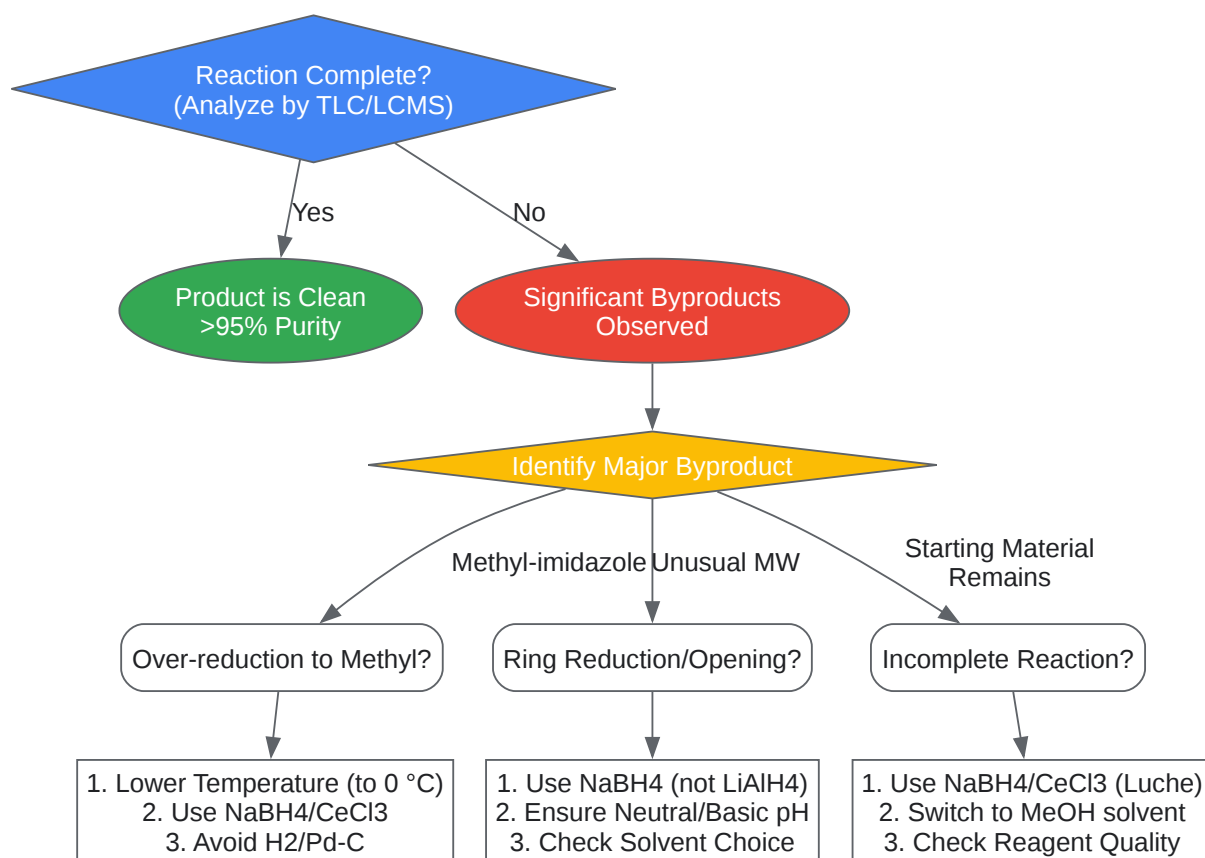 Reaction Complete?
(Analyze by TLC/LCMS)
Yes
No
Product is Clean
>95% Purity
Significant Byproducts
Observed
Identify Major Byproduct
Methyl-imidazole
Unusual MW
Starting Material
Remains
Over-reduction to Methyl?
Ring Reduction/Opening?
Incomplete Reaction?
1. Lower Temperature (to 0 °C)
2. Use NaBH4/CeCl3
3. Avoid H2/Pd-C
1. Use NaBH4 (not LiAlH4)
2. Ensure Neutral/Basic pH
3. Check Solvent Choice
1. Use NaBH4/CeCl3 (Luche)
2. Switch to MeOH solvent
3. Check Reagent Quality